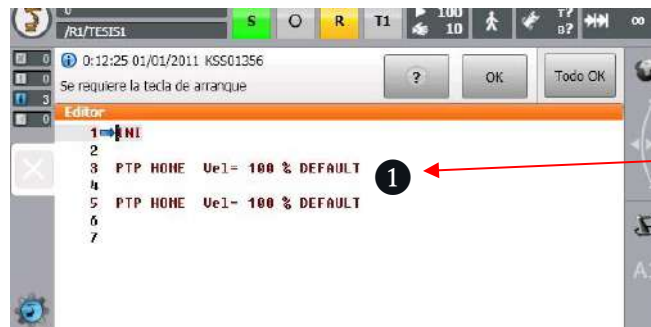 /R1/TESIS1
S O R T1 100 10 T? B? ∞
0 0:12:25 01/01/2011 KSS01356
0 Se requiere la tecla de arranque ? OK Todo OK
3
0 Editor
1 INI
2
3 PTP HOME Vel= 100 % DEFAULT
4
5 PTP HOME Vel= 100 % DEFAULT
6
7
1